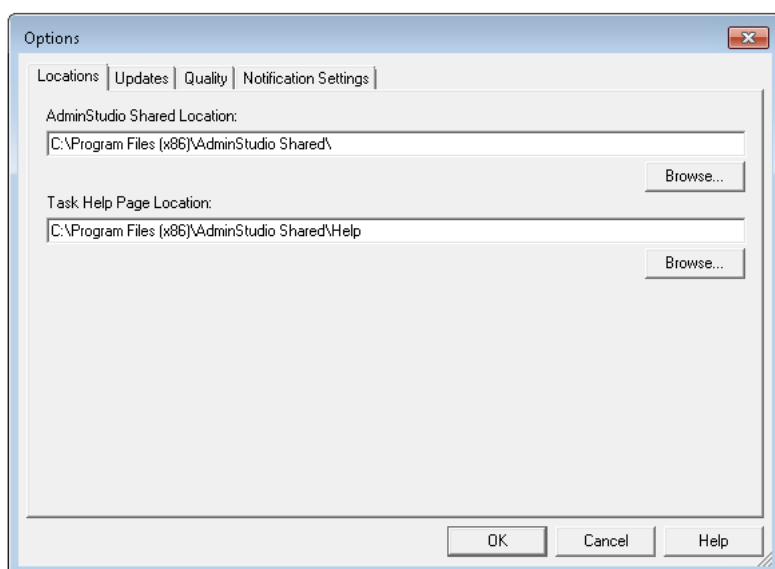 Options
Locations Updates Quality Notification Settings
AdminStudio Shared Location:
C:\Program Files (x86)\AdminStudio Shared\
Browse...
Task Help Page Location:
C:\Program Files (x86)\AdminStudio Shared\Help
Browse...
OK Cancel Help